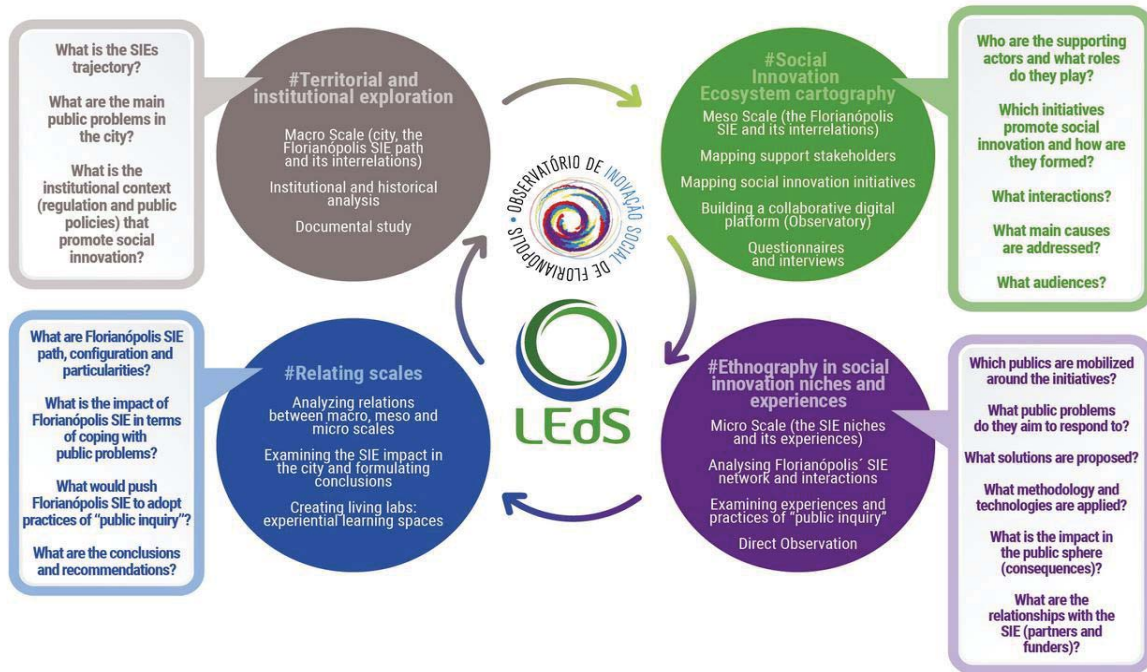 What is the SIEs
trajectory?
What are the main
public problems in
the city?
What is the
institutional context
(regulation and public
policies) that
promote social
innovation?
#Territorial and
institutional exploration
Macro Scale (city, the
Florianópolis SIE path
and its interrelations)
Institutional and historical
analysis
Documental study
OBSERVATÓRIO DE INOVAÇÃO SOCIAL DE FLORIANÓPOLIS •
#Social
Innovation
Ecosystem cartography
Meso Scale (the Florianópolis
SIE and its interrelations)
Mapping support stakeholders
Mapping social innovation initiatives
Building a collaborative digital
platform (Observatory)
Questionnaires
and interviews
Who are the supporting
actors and what roles
do they play?
Which initiatives
promote social
innovation and how are
they formed?
What interactions?
What main causes
are addressed?
What audiences?
What are Florianópolis SIE
path, configuration and
particularities?
What is the impact of
Florianópolis SIE in terms
of coping with
public problems?
What would push
Florianópolis SIE to adopt
practices of “public inquiry”?
What are the conclusions
and recommendations?
#Relating scales
Analyzing relations
between macro, meso and
micro scales
Examining the SIE impact in
the city and formulating
conclusions
Creating living labs:
experiential learning spaces
LEdS
#Ethnography in social
innovation niches and
experiences
Micro Scale (the SIE niches
and its experiences)
Analysing Florianópolis´ SIE
network and interactions
Examining experiences and
practices of “public inquiry”
Direct Observation
Which publics are mobilized
around the initiatives?
What public problems
do they aim to respond to?
What solutions are proposed?
What methodology and
technologies are applied?
What is the impact in
the public sphere
(consequences)?
What are the
relationships with the
SIE (partners and
funders)?